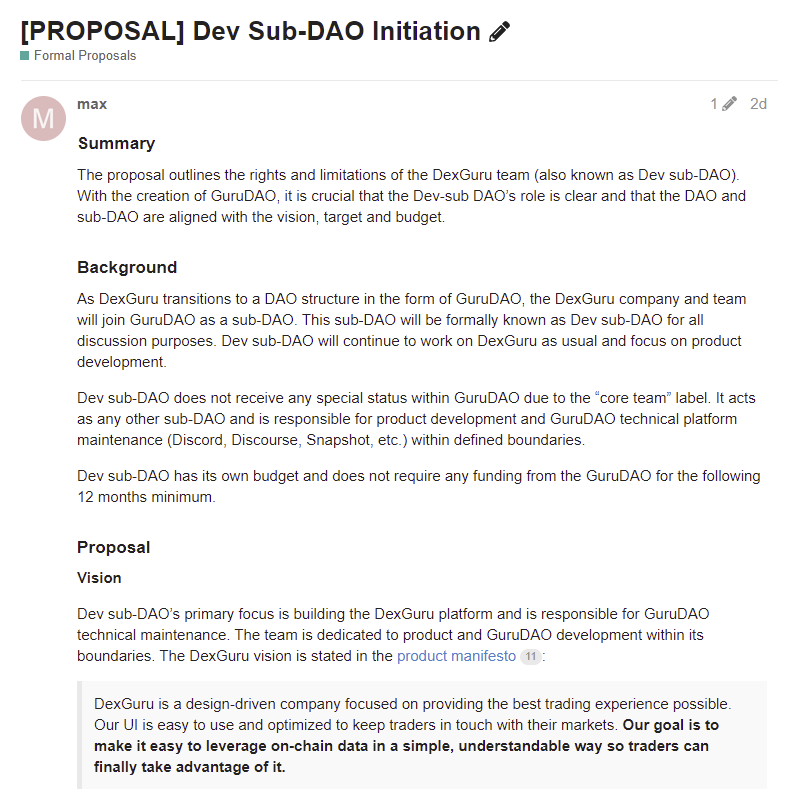 [PROPOSAL] Dev Sub-DAO Initiation
Formal Proposals
M
max
1
2d
Summary
The proposal outlines the rights and limitations of the DexGuru team (also known as Dev sub-DAO).
With the creation of GuruDAO, it is crucial that the Dev-sub DAO’s role is clear and that the DAO and
sub-DAO are aligned with the vision, target and budget.
Background
As DexGuru transitions to a DAO structure in the form of GuruDAO, the DexGuru company and team
will join GuruDAO as a sub-DAO. This sub-DAO will be formally known as Dev sub-DAO for all
discussion purposes. Dev sub-DAO will continue to work on DexGuru as usual and focus on product
development.
Dev sub-DAO does not receive any special status within GuruDAO due to the “core team” label. It acts
as any other sub-DAO and is responsible for product development and GuruDAO technical platform
maintenance (Discord, Discourse, Snapshot, etc.) within defined boundaries.
Dev sub-DAO has its own budget and does not require any funding from the GuruDAO for the following
12 months minimum.
Proposal
Vision
Dev sub-DAO’s primary focus is building the DexGuru platform and is responsible for GuruDAO
technical maintenance. The team is dedicated to product and GuruDAO development within its
boundaries. The DexGuru vision is stated in the product manifesto 11:
DexGuru is a design-driven company focused on providing the best trading experience possible.
Our UI is easy to use and optimized to keep traders in touch with their markets. Our goal is to
make it easy to leverage on-chain data in a simple, understandable way so traders can
finally take advantage of it.